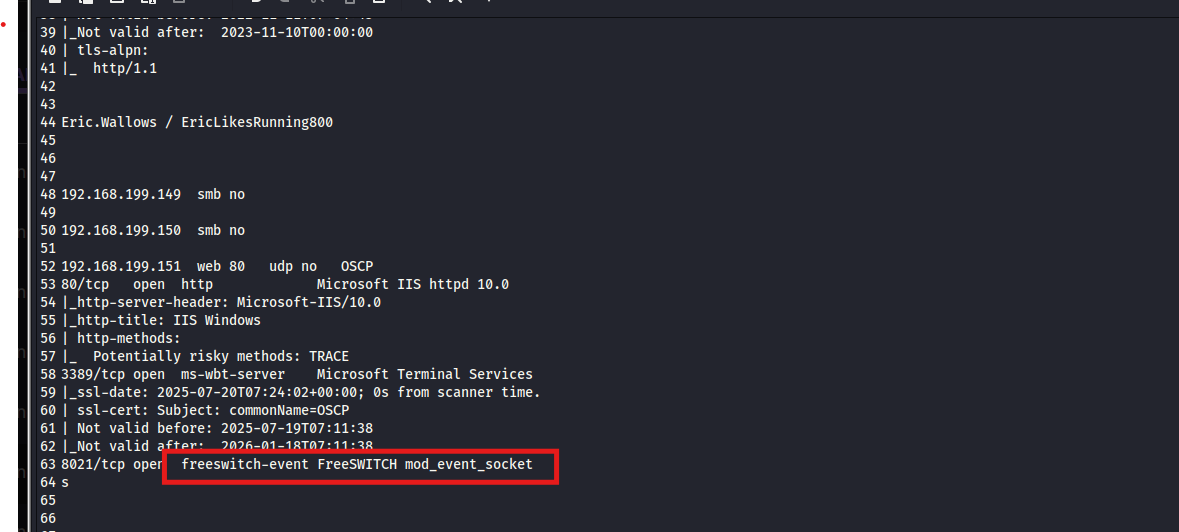 39 |_Not valid after:  2023-11-10T00:00:00
40 | tls-alpn:
41 |_  http/1.1
42
43
44 Eric.Wallows / EricLikesRunning800
45
46
47
48 192.168.199.149  smb no
49
50 192.168.199.150  smb no
51
52 192.168.199.151  web 80   udp no   OSCP
53 80/tcp   open  http             Microsoft IIS httpd 10.0
54 |_http-server-header: Microsoft-IIS/10.0
55 |_http-title: IIS Windows
56 | http-methods:
57 |_  Potentially risky methods: TRACE
58 3389/tcp open  ms-wbt-server    Microsoft Terminal Services
59 |_ssl-date: 2025-07-20T07:24:02+00:00; 0s from scanner time.
60 | ssl-cert: Subject: commonName=OSCP
61 | Not valid before: 2025-07-19T07:11:38
62 |_Not valid after:  2026-01-18T07:11:38
63 8021/tcp open  freeswitch-event FreeSWITCH mod_event_socket
64 s
65
66